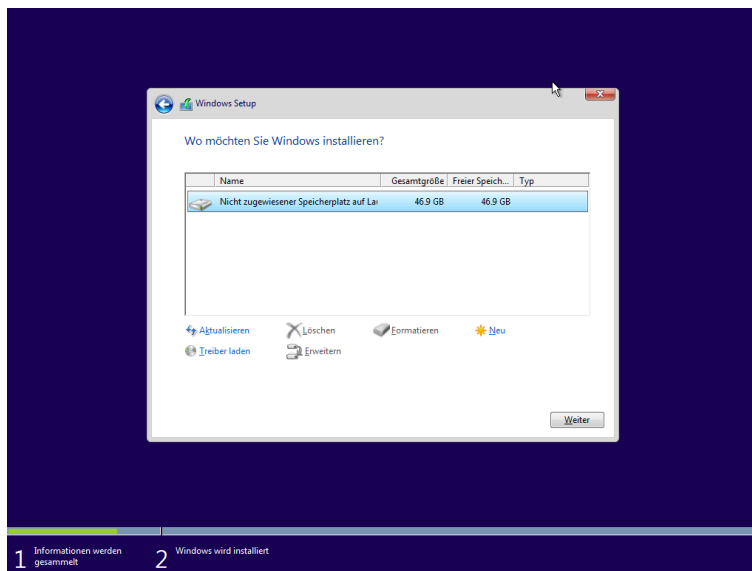 Windows Setup
Wo möchten Sie Windows installieren?
Name Gesamtgröße Freier Speich... Typ
Nicht zugewiesener Speicherplatz auf 46.9 GB 46.9 GB
Aktualisieren Löschen Formatieren Neu
Treiber laden Erweitern
Weiter
1 Informationen werden
gesammelt
2 Windows wird installiert